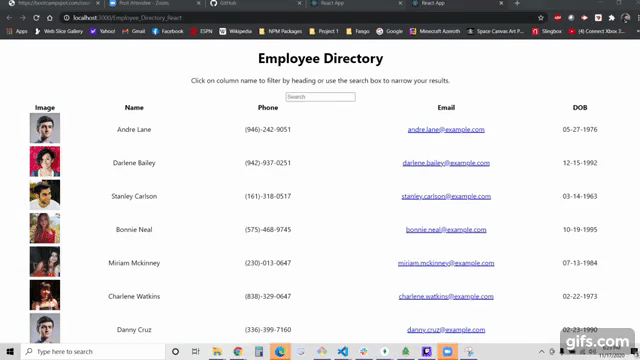 https://bootcampspot.com/ss
Post Attendee - Zoom
GitHub
React App
React App
localhost:3000/Employee_Directory_React
Apps
Weather
Yahoo!
Gmail
Facebook
ESPN
Wikipedia
NPM Packages
Project 1
Fango
World Clock
Minecraft Azeroth
Space Canvas Art P...
Slingbox
(4) Connect Xbox 3...
Employee Directory
Click on column name to filter by heading or use the search box to narrow your results.
Search
Image Name Phone Email DOB
Andre Lane (946)-242-9051 andre.lane@example.com 05-27-1976
Darlene Bailey (942)-937-0251 darlene.bailey@example.com 12-15-1992
Stanley Carlson (161)-318-0517 stanley.carlson@example.com 03-14-1963
Bonnie Neal (575)-468-9745 bonnie.neal@example.com 10-19-1995
Miriam Mckinney (230)-013-0647 miriam.mckinney@example.com 07-13-1984
Charlene Watkins (838)-329-0647 charlene.watkins@example.com 02-22-1973
Danny Cruz (336)-399-7160 danny.cruz@example.com 02-23-1990
Type here to search
11/17/2020
gifs.com